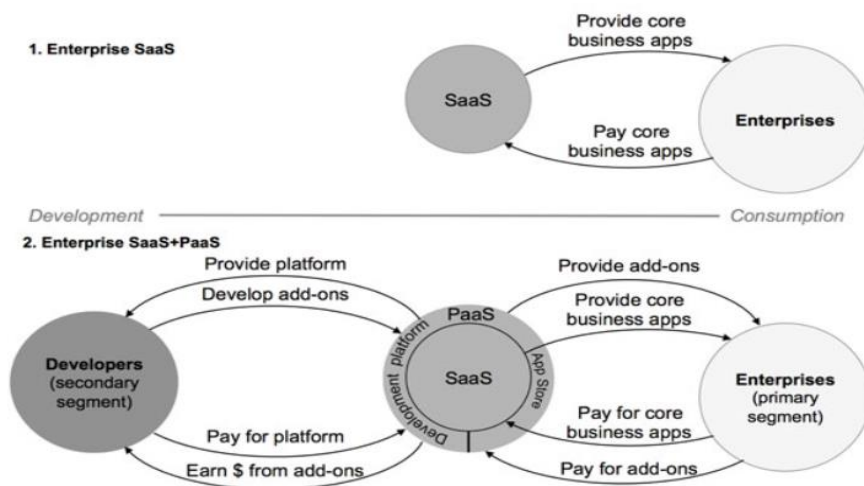 1. Enterprise SaaS
Provide core
business apps
SaaS
Enterprises
Pay core
business apps
Development
Consumption
2. Enterprise SaaS+PaaS
Provide platform
Develop add-ons
Provide add-ons
Provide core
business apps
Developers
(secondary
segment)
Development platform
PaaS
SaaS
App Store
Enterprises
(primary
segment)
Pay for platform
Earn $ from add-ons
Pay for core
business apps
Pay for add-ons